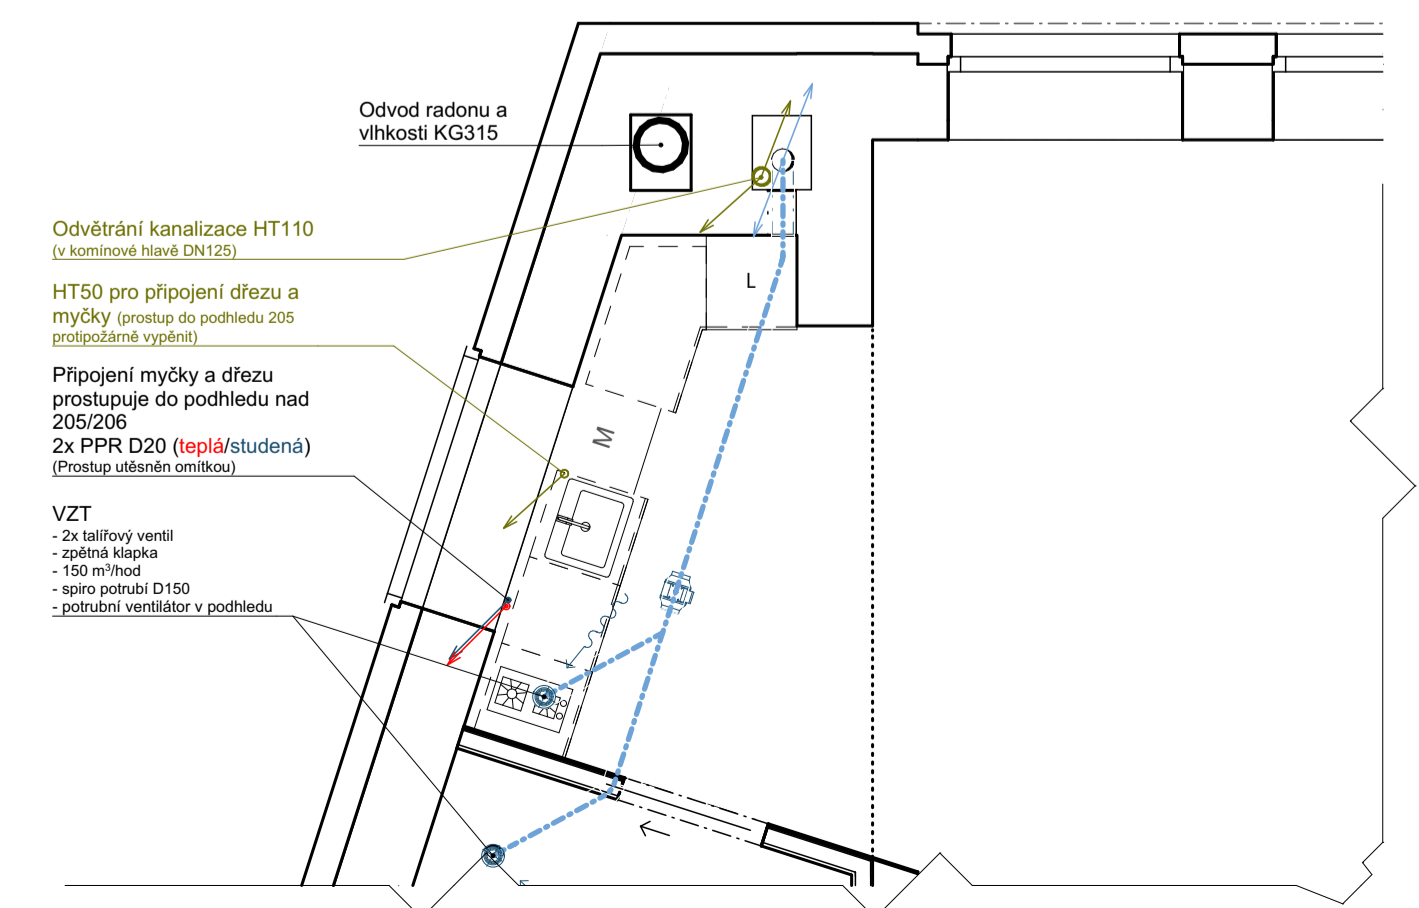 Odvod radonu a
vlhkosti KG315
Odvětrání kanalizace HT110
(v komínové hlavě DN125)
HT50 pro připojení dřezu a
myčky (prostup do podhledu 205
protipožárně vypěnit)
Připojení myčky a dřezu
prostupuje do podhledu nad
205/206
2x PPR D20 (teplá/studená)
(Prostup utěsněn omítkou)
VZT
- 2x talířový ventil
- zpětná klapka
- 150 m³/hod
- spiro potrubí D150
- potrubní ventilátor v podhledu
L
M